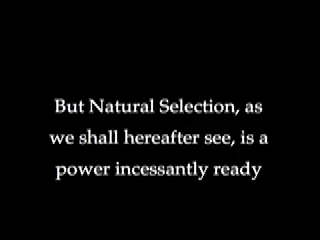 But Natural Selection, as
we shall hereafter see, is a
power incessantly ready